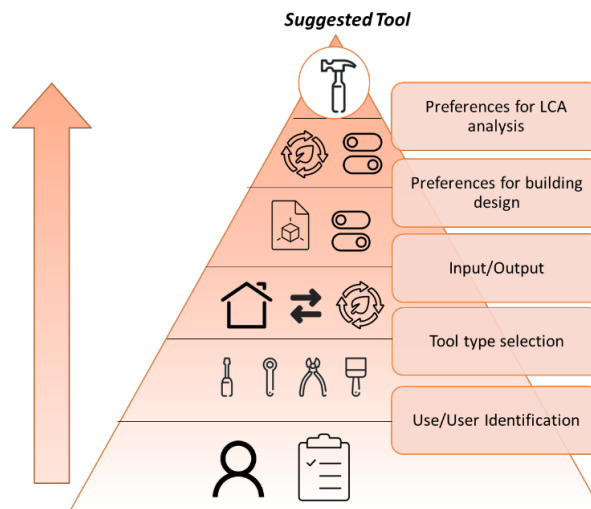 Suggested Tool
Preferences for LCA
analysis
Preferences for building
design
Input/Output
Tool type selection
Use/User Identification